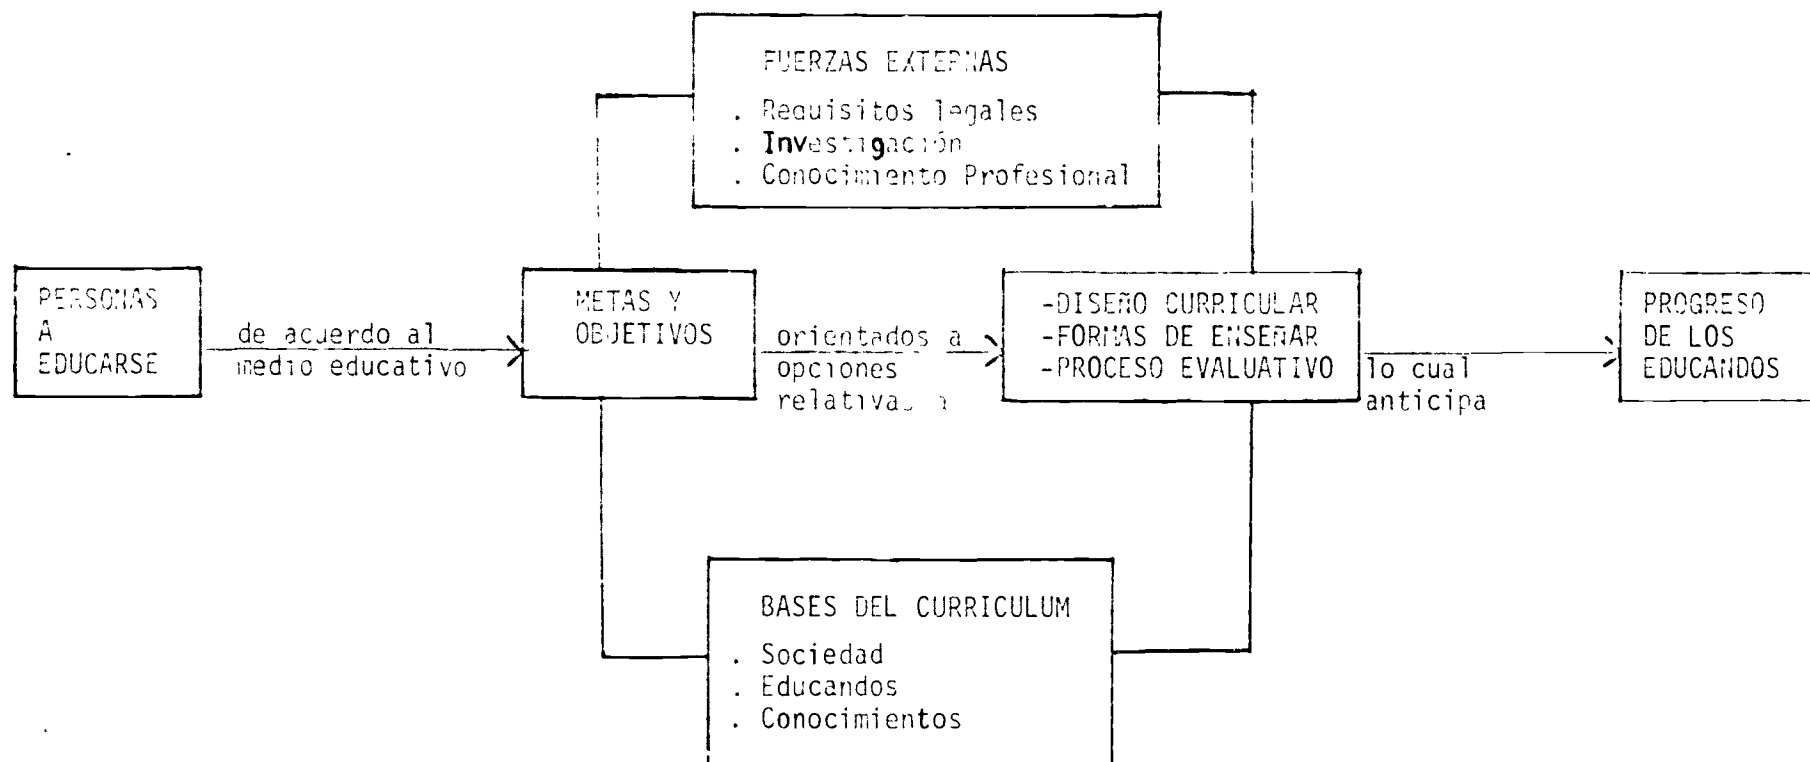 FUERZAS EXTERNAS
. Requisitos legales
. Investigación
. Conocimiento Profesional
PERSONAS
A
EDUCARSE
de acuerdo al
medio educativo
METAS Y
OBJETIVOS
orientados a
opciones
relativas a
-DISEÑO CURRICULAR
-FORMAS DE ENSEÑAR
-PROCESO EVALUATIVO
lo cual
anticipa
PROGRESO
DE LOS
EDUCANDOS
BASES DEL CURRICULUM
. Sociedad
. Educandos
. Conocimientos